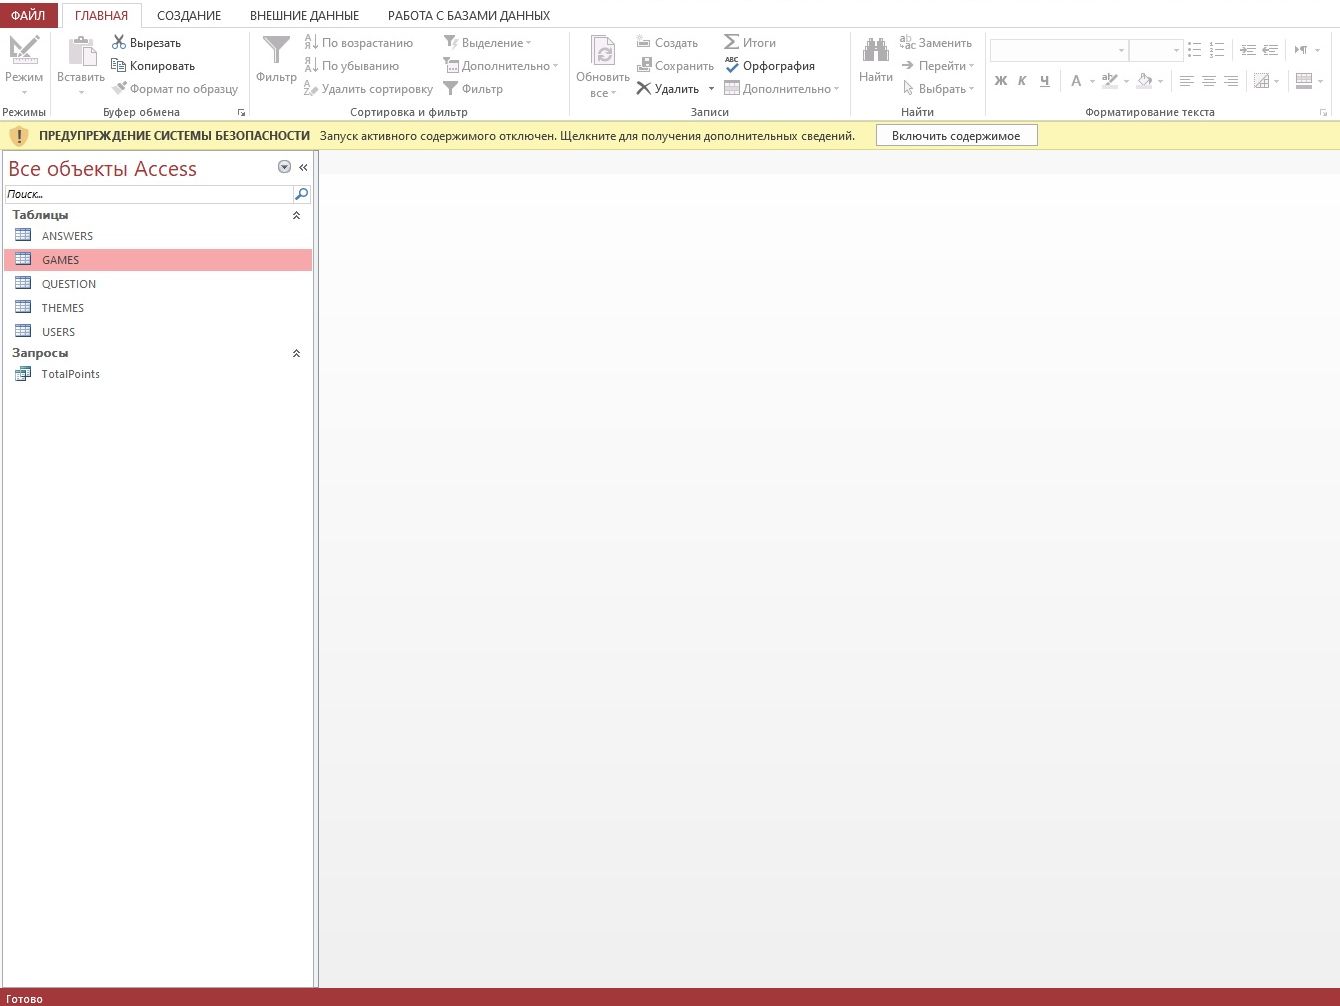 ФАЙЛ ГЛАВНАЯ СОЗДАНИЕ ВНЕШНИЕ ДАННЫЕ РАБОТА С БАЗАМИ ДАННЫХ
Режим
Режимы
Вставить
Вырезать
Копировать
Формат по образцу
Буфер обмена
Фильтр
По возрастанию
По убыванию
Удалить сортировку
Выделение
Дополнительно
Фильтр
Сортировка и фильтр
Обновить
все
Создать
Сохранить
Удалить
Итоги
Орфография
Дополнительно
Записи
Найти
Заменить
Перейти
Выбрать
Найти
Ж К Ч А
Форматирование текста
ПРЕДУПРЕЖДЕНИЕ СИСТЕМЫ БЕЗОПАСНОСТИ Запуск активного содержимого отключен. Щелкните для получения дополнительных сведений. Включить содержимое
Все объекты Access
Поиск...
Таблицы
ANSWERS
GAMES
QUESTION
THEMES
USERS
Запросы
TotalPoints
Готово